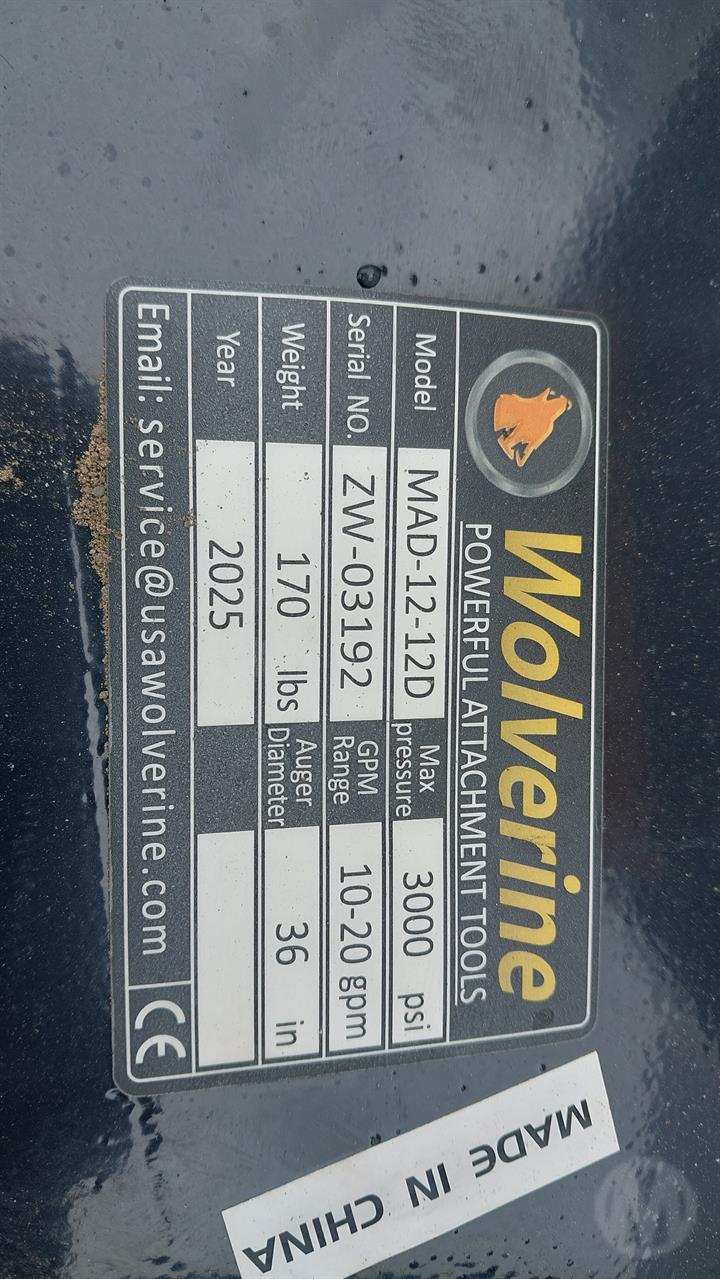 Wolverine
POWERFUL ATTACHMENT TOOLS
Model MAD-12-12D Max pressure 3000 psi
Serial NO. ZW-03192 GPM Range 10-20 gpm
Weight 170 lbs Auger Diameter 36 in
Year 2025
Email: service@usawolverine.com CE
MADE IN CHINA
M